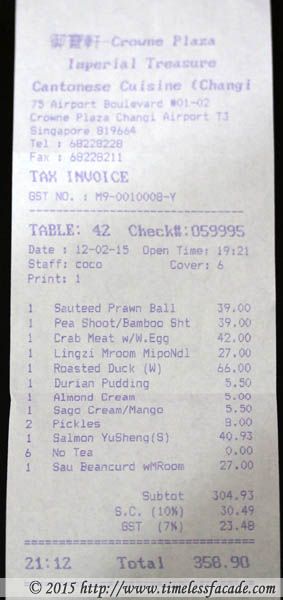 御寶軒-Crowne Plaza
Imperial Treasure
Cantonese Cuisine (Changi
75 Airport Boulevard #01-02
Crowne Plaza Changi Airport T3
Singapore 819664
Tel : 68228228
Fax : 68228211
TAX INVOICE
GST NO. : M9-0010008-Y
TABLE: 42 Check#:059995
Date : 12-02-15 Open Time: 19:21
Staff: coco Cover: 6
Print: 1
1 Sauteed Prawn Ball 39.00
1 Pea Shoot/Bamboo Sht 39.00
1 Crab Meat w/W.Egg 42.00
1 Lingzi Mroom MipoNdl 27.00
1 Roasted Duck (W) 66.00
1 Durian Pudding 5.50
1 Almond Cream 5.00
1 Sago Cream/Mango 5.50
2 Pickles 8.00
1 Salmon YuSheng(S) 40.93
6 No Tea 0.00
1 Sau Beancurd wMRoom 27.00
Subtot 304.93
S.C. (10%) 30.49
GST (7%) 23.48
21:12 Total 358.90
© 2015 http://www.timelessfacade.com